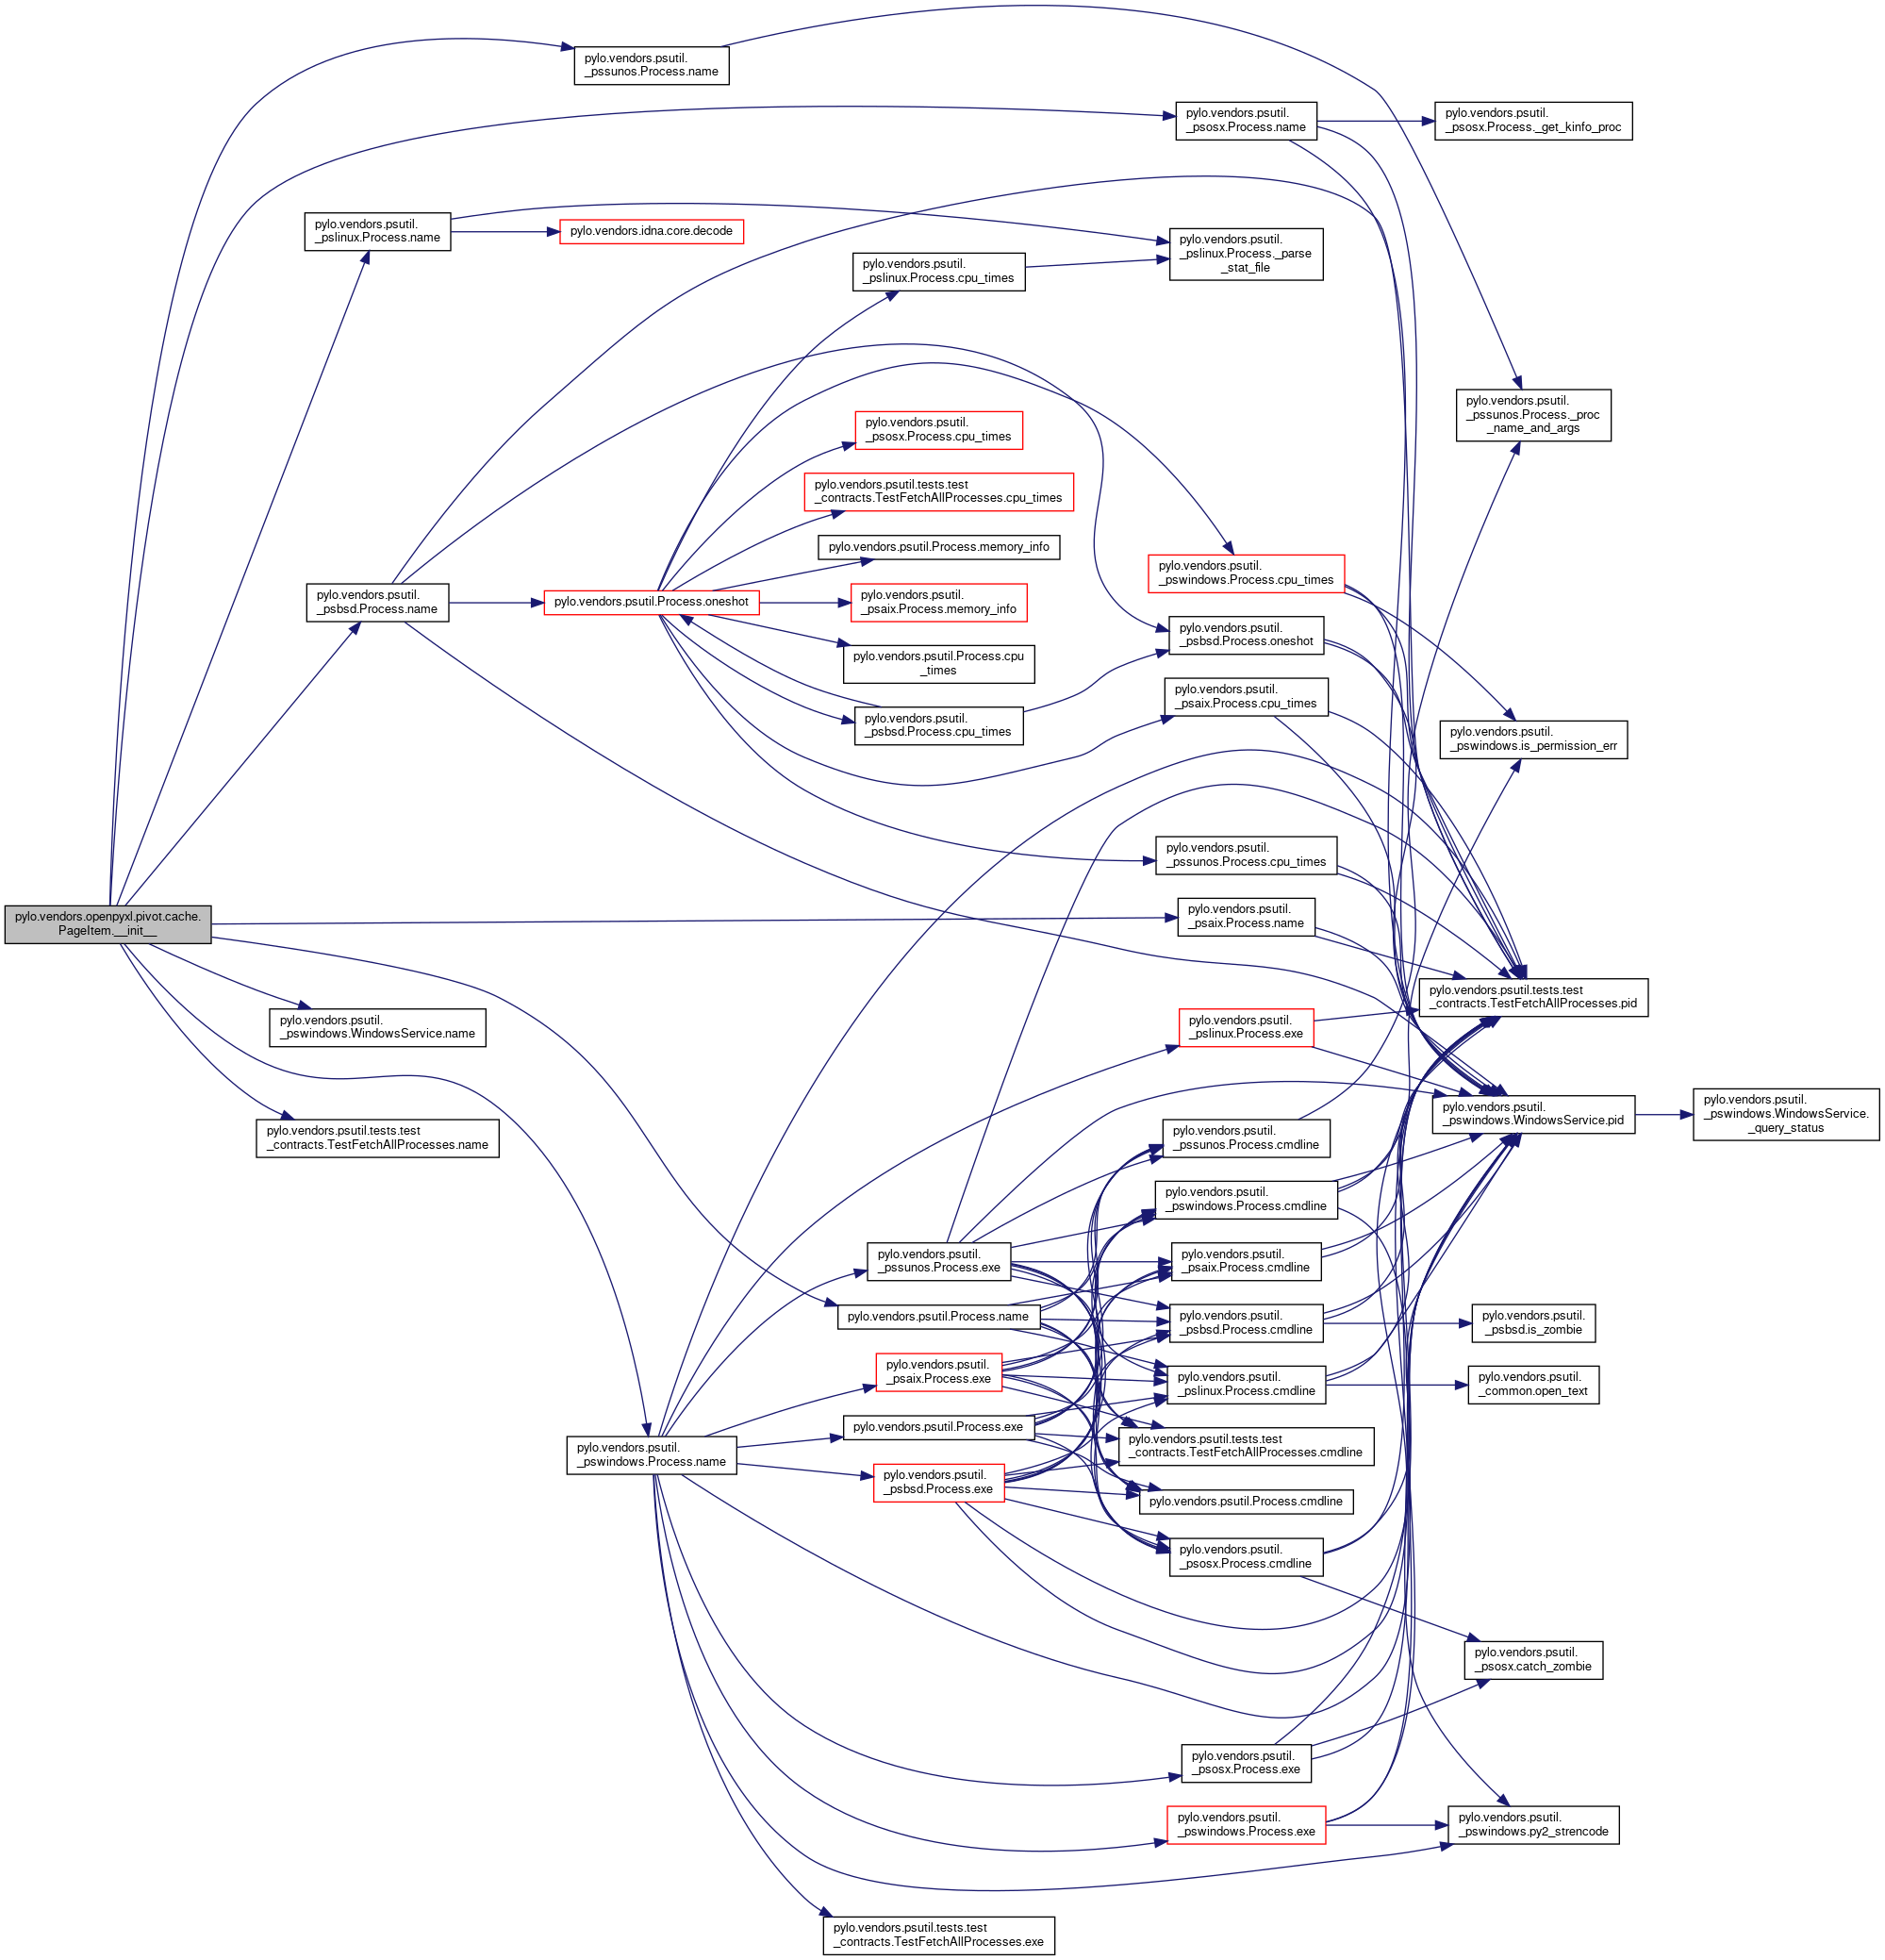 pylo.vendors.psutil.
_pssunos.Process.name
pylo.vendors.psutil.
_psosx.Process.name
pylo.vendors.psutil.
_psosx.Process._get_kinfo_proc
pylo.vendors.psutil.
_pslinux.Process.name
pylo.vendors.idna.core.decode
pylo.vendors.psutil.
_pslinux.Process._parse
_stat_file
pylo.vendors.psutil.
_pslinux.Process.cpu_times
pylo.vendors.psutil.
_pssunos.Process._proc
_name_and_args
pylo.vendors.psutil.
_psosx.Process.cpu_times
pylo.vendors.psutil.tests.test
_contracts.TestFetchAllProcesses.cpu_times
pylo.vendors.psutil.Process.memory_info
pylo.vendors.psutil.
_pswindows.Process.cpu_times
pylo.vendors.psutil.
_psbsd.Process.name
pylo.vendors.psutil.Process.oneshot
pylo.vendors.psutil.
_psaix.Process.memory_info
pylo.vendors.psutil.
_psbsd.Process.oneshot
pylo.vendors.psutil.Process.cpu
_times
pylo.vendors.psutil.
_psaix.Process.cpu_times
pylo.vendors.psutil.
_psbsd.Process.cpu_times
pylo.vendors.psutil.
_pswindows.is_permission_err
pylo.vendors.psutil.
_pssunos.Process.cpu_times
pylo.vendors.openpyxl.pivot.cache.
PageItem.__init__
pylo.vendors.psutil.
_psaix.Process.name
pylo.vendors.psutil.tests.test
_contracts.TestFetchAllProcesses.pid
pylo.vendors.psutil.
_pswindows.WindowsService.name
pylo.vendors.psutil.
_pslinux.Process.exe
pylo.vendors.psutil.
_pswindows.WindowsService.pid
pylo.vendors.psutil.
_pswindows.WindowsService.
_query_status
pylo.vendors.psutil.tests.test
_contracts.TestFetchAllProcesses.name
pylo.vendors.psutil.
_pssunos.Process.cmdline
pylo.vendors.psutil.
_pswindows.Process.cmdline
pylo.vendors.psutil.
_pssunos.Process.exe
pylo.vendors.psutil.
_psaix.Process.cmdline
pylo.vendors.psutil.Process.name
pylo.vendors.psutil.
_psbsd.Process.cmdline
pylo.vendors.psutil.
_psbsd.is_zombie
pylo.vendors.psutil.
_psaix.Process.exe
pylo.vendors.psutil.
_pslinux.Process.cmdline
pylo.vendors.psutil.
_common.open_text
pylo.vendors.psutil.Process.exe
pylo.vendors.psutil.tests.test
_contracts.TestFetchAllProcesses.cmdline
pylo.vendors.psutil.
_pswindows.Process.name
pylo.vendors.psutil.
_psbsd.Process.exe
pylo.vendors.psutil.Process.cmdline
pylo.vendors.psutil.
_psosx.Process.cmdline
pylo.vendors.psutil.
_psosx.catch_zombie
pylo.vendors.psutil.
_psosx.Process.exe
pylo.vendors.psutil.
_pswindows.Process.exe
pylo.vendors.psutil.
_pswindows.py2_strencode
pylo.vendors.psutil.tests.test
_contracts.TestFetchAllProcesses.exe